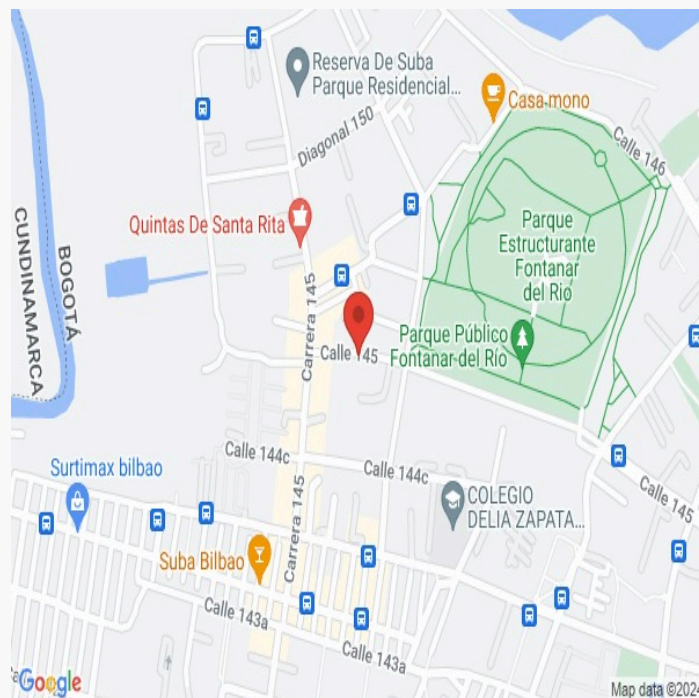 Reserva De Suba
Parque Residencial...
Casa mono
Diagonal 150
Calle 146
Quintas De Santa Rita
Parque
Estructurante
Fontanar
del Río
BOGOTÁ
CUNDINAMARCA
Carrera 145
Parque Público
Fontanar del Río
Calle 145
Calle 144c
Calle 144c
Surtimax bilbao
COLEGIO
DELIA ZAPATA...
Calle 145
Carrera 145
Suba Bilbao
Calle 143a
Calle 143a
Google
Map data ©202